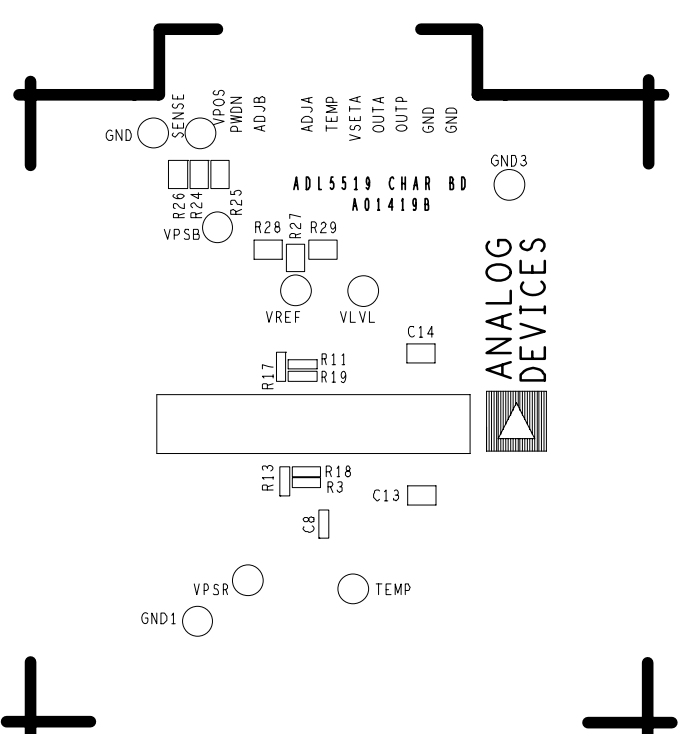 GND
SENSE
VPOS
PWDN
ADJB
ADJA
TEMP
VSETA
OUTA
OUTP
GND
GND
GND3
ADL5519 CHAR BD
A01419B
R26
R24
R25
VPSB
R28
R27
R29
VREF
VLVL
ANALOG
DEVICES
C14
R17
R11
R19
R13
R18
R3
C13
C8
VPSR
TEMP
GND1